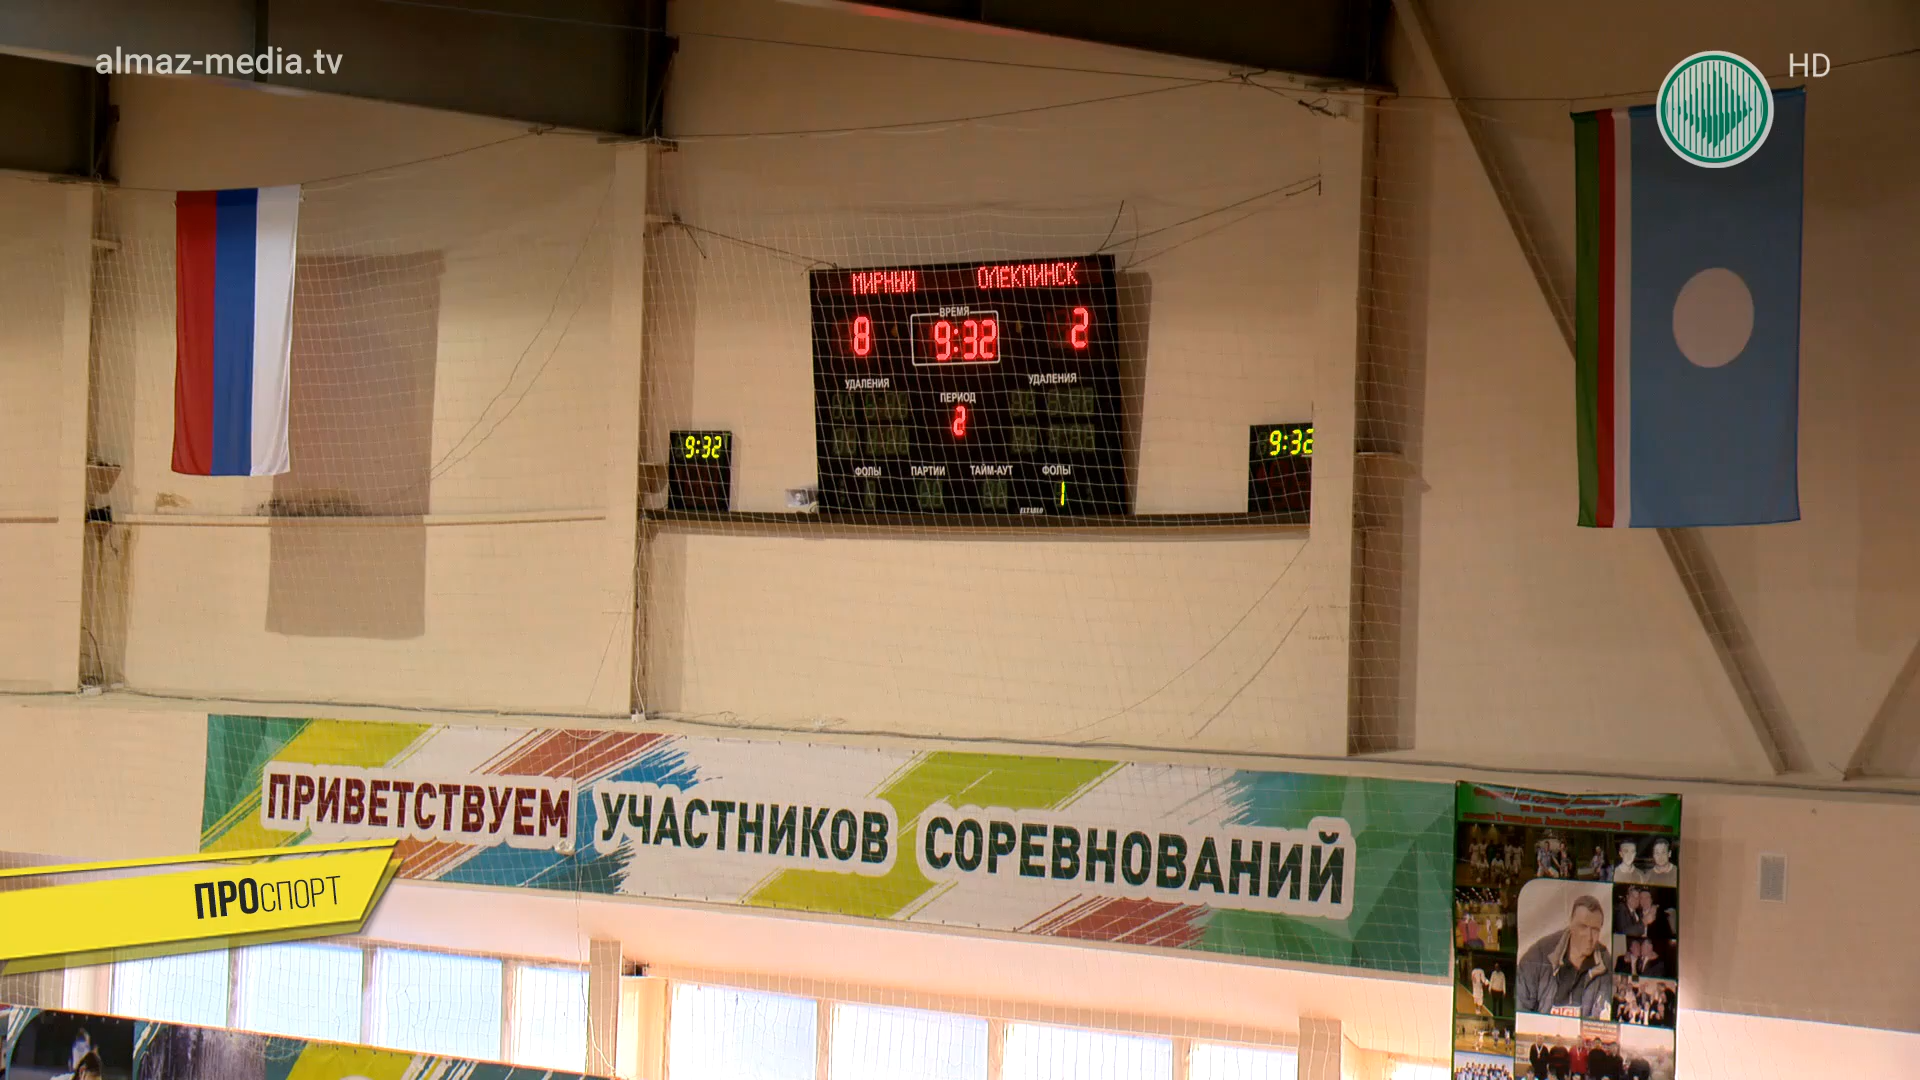 almaz-media.tv
HD
МИРНЫЙ ОЛЕКМИНСК
ВРЕМЯ
8 9:32 2
УДАЛЕНИЯ УДАЛЕНИЯ
ПЕРИОД
2
9:32
9:32
ФОЛЫ ПАРТИИ ТАЙМ-АУТ ФОЛЫ
1
ПРИВЕТСТВУЕМ УЧАСТНИКОВ СОРЕВНОВАНИЙ
ПРОСПОРТ